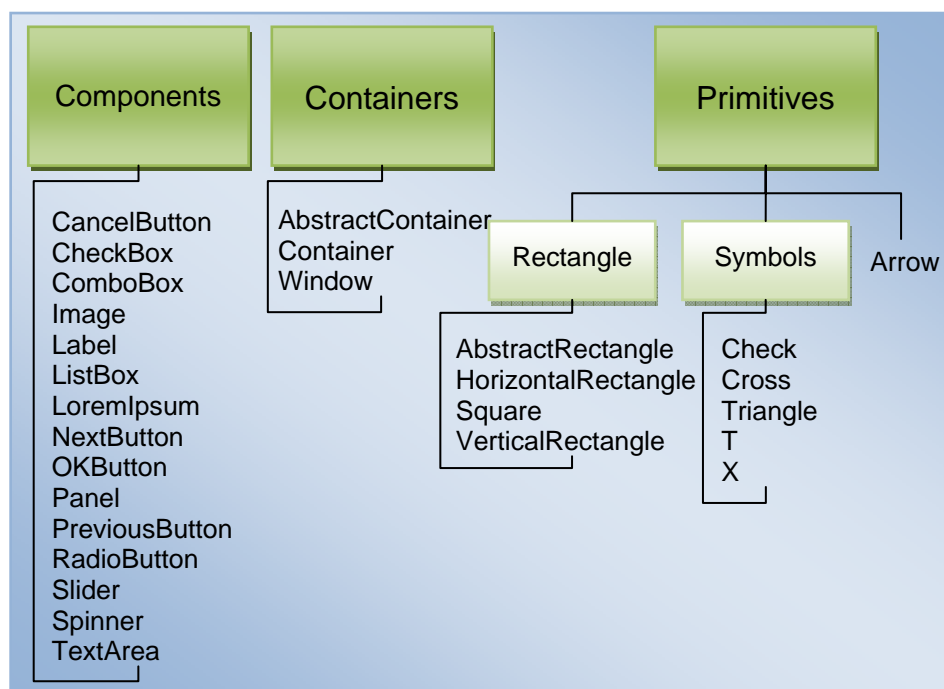 Components
CancelButton
CheckBox
ComboBox
Image
Label
ListBox
LoremIpsum
NextButton
OKButton
Panel
PreviousButton
RadioButton
Slider
Spinner
TextArea
Containers
AbstractContainer
Container
Window
Primitives
Rectangle
AbstractRectangle
HorizontalRectangle
Square
VerticalRectangle
Symbols
Check
Cross
Triangle
T
X
Arrow